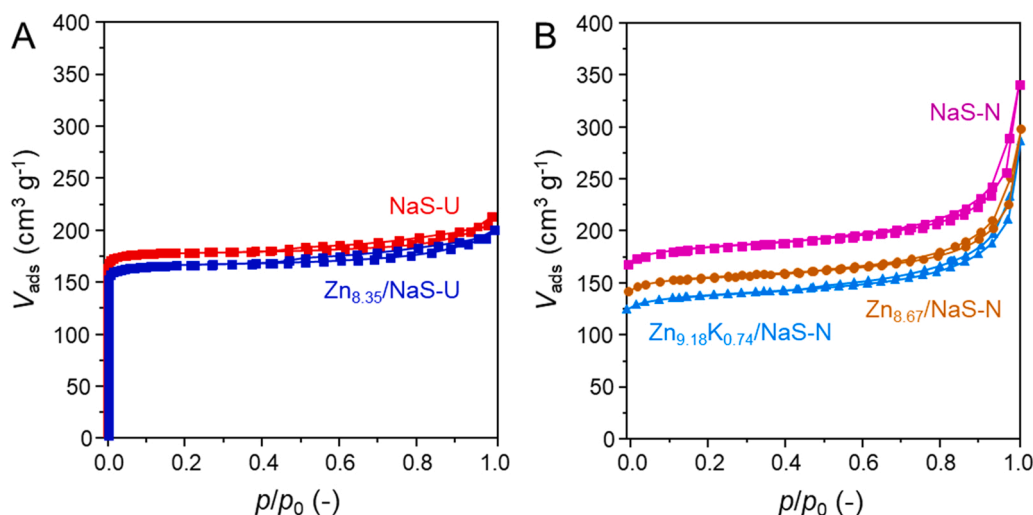 A
400
350
300
250
200
150
100
50
0
V_ads (cm³ g⁻¹)
NaS-U
Zn₈.₃₅/NaS-U
0.0 0.2 0.4 0.6 0.8 1.0
p/p₀ (-)
B
400
350
300
250
200
150
100
50
0
V_ads (cm³ g⁻¹)
NaS-N
Zn₈.₆₇/NaS-N
Zn₉.₁₈K₀.₇₄/NaS-N
0.0 0.2 0.4 0.6 0.8 1.0
p/p₀ (-)